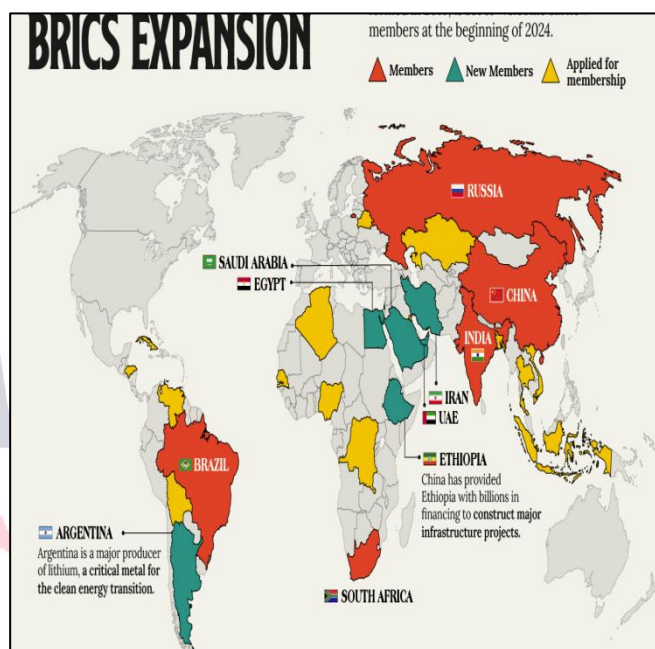 BRICS EXPANSION
members at the beginning of 2024.
Members
New Members
Applied for
membership
RUSSIA
SAUDI ARABIA
EGYPT
CHINA
INDIA
IRAN
UAE
BRAZIL
ETHIOPIA
China has provided
Ethiopia with billions in
financing to construct major
infrastructure projects.
ARGENTINA
Argentina is a major producer
of lithium, a critical metal for
the clean energy transition.
SOUTH AFRICA